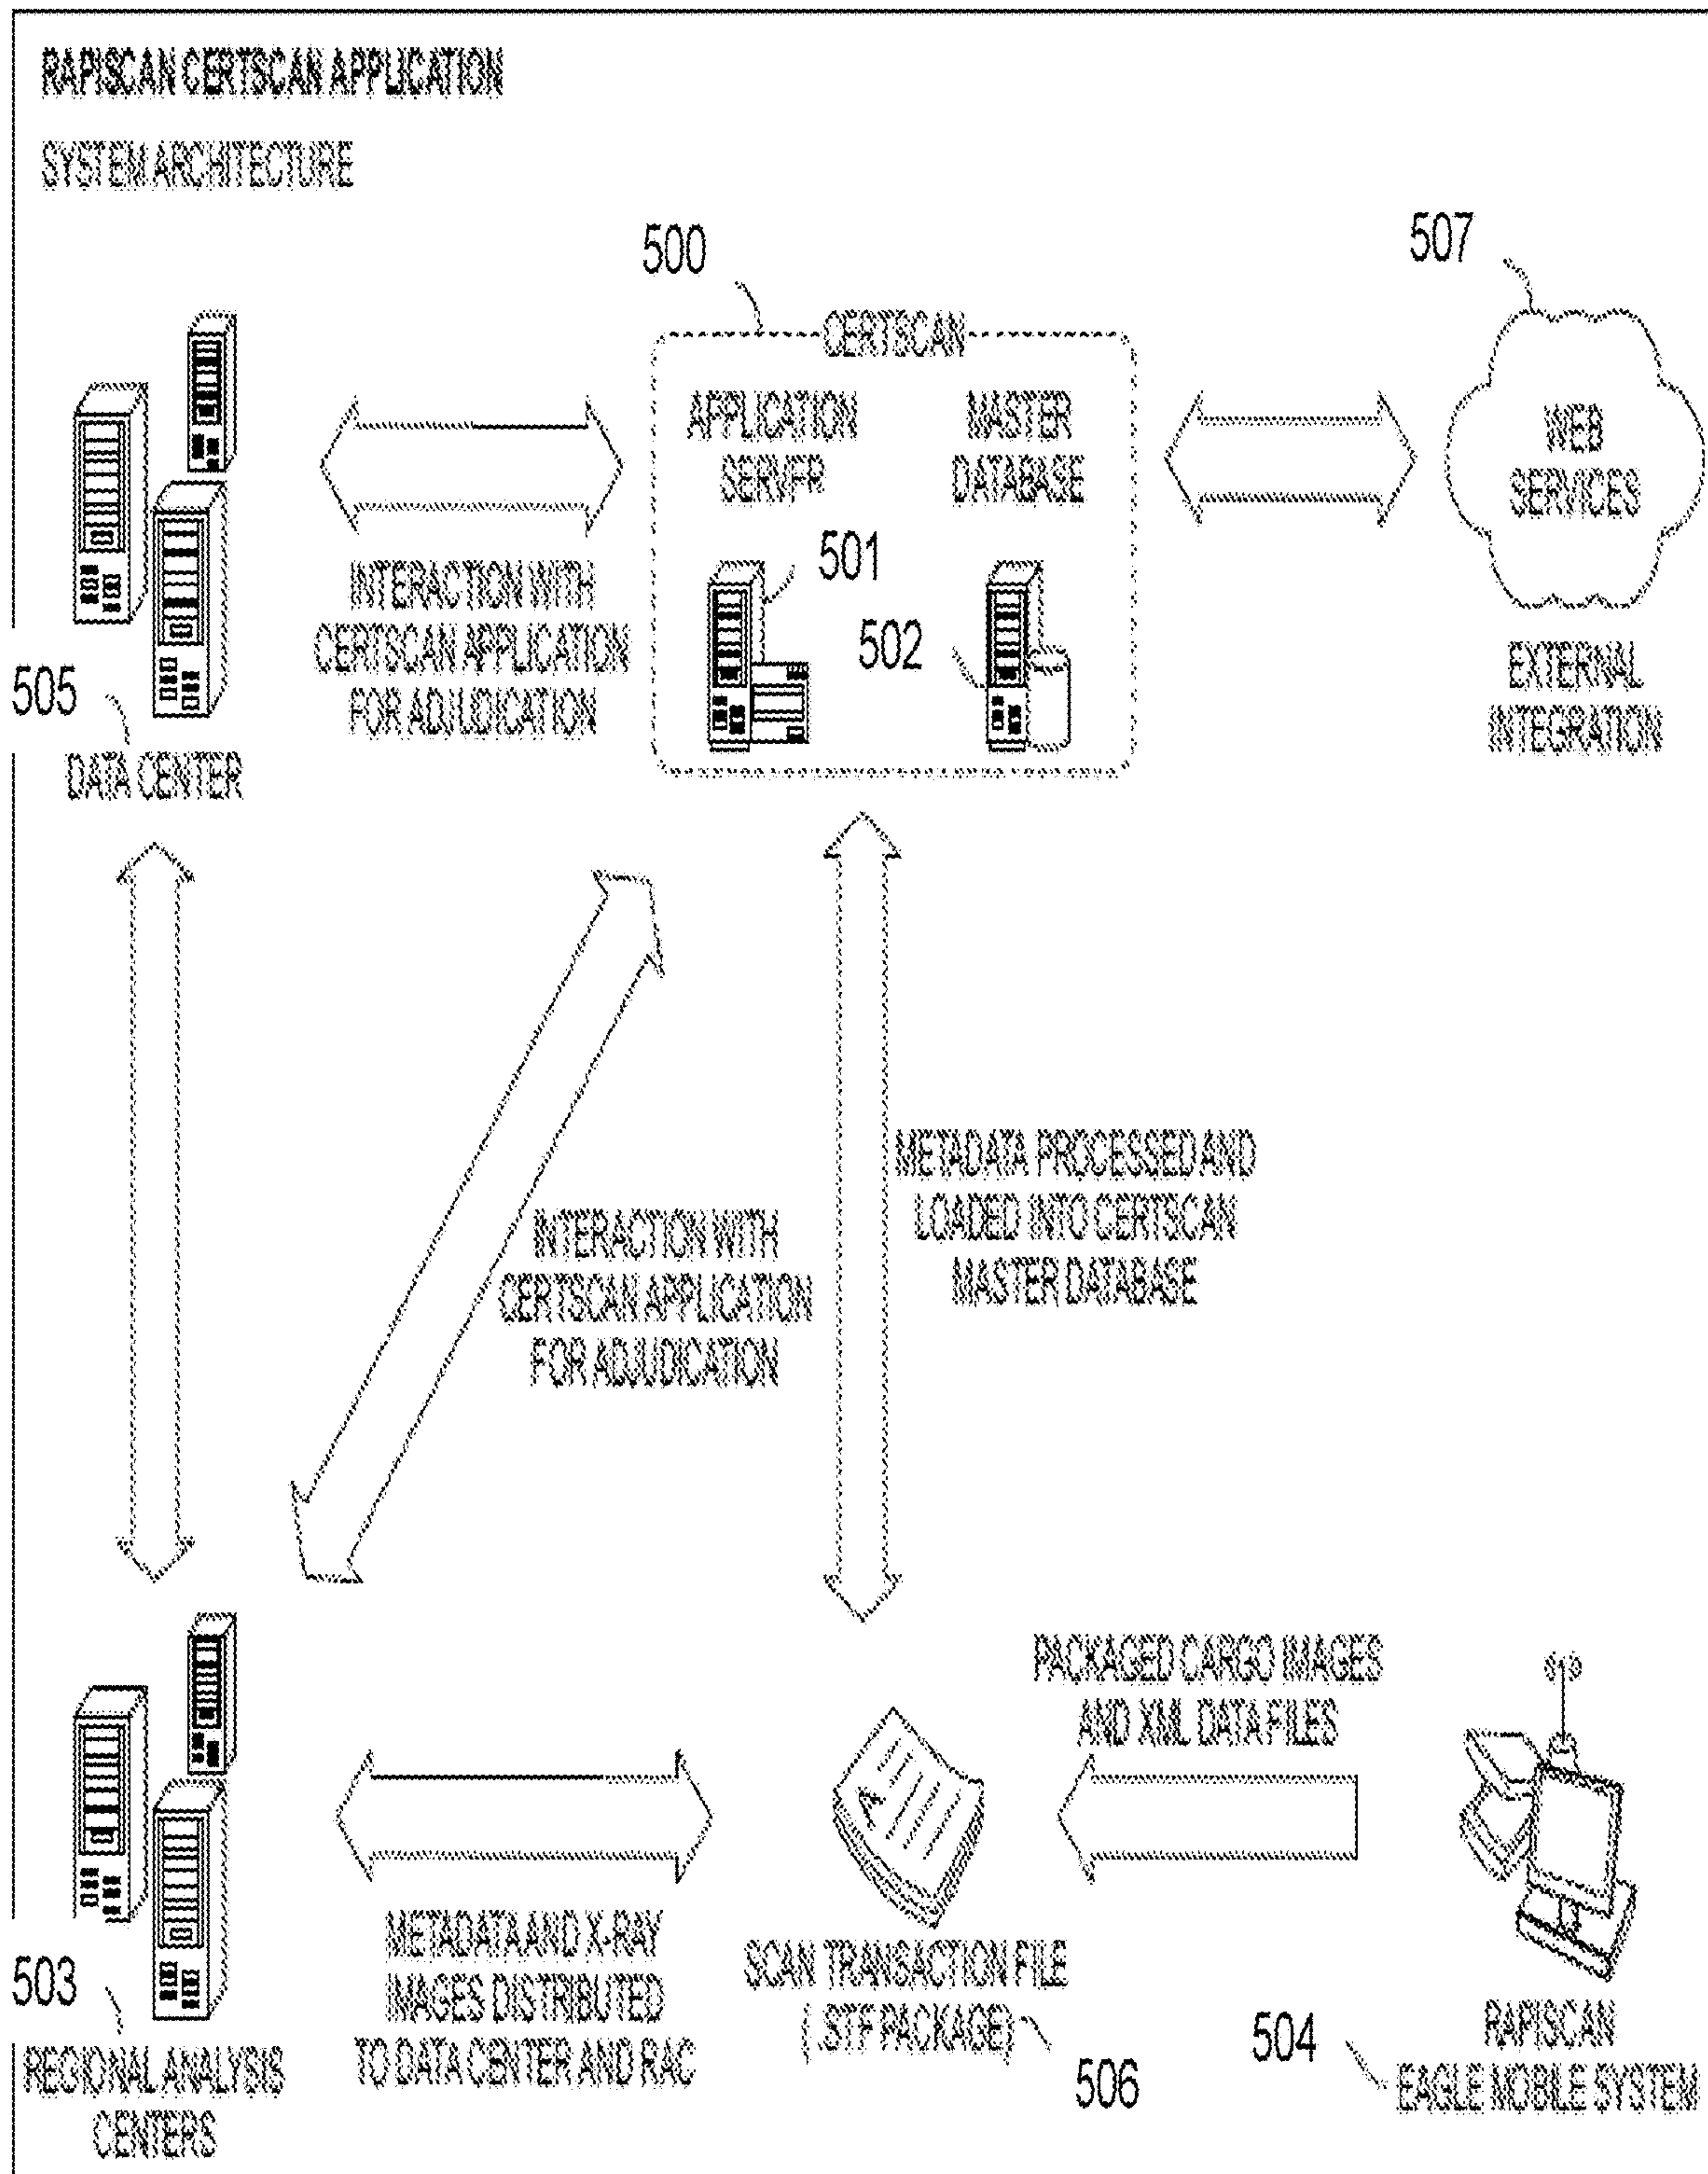 RAPISCAN CERTSCAN APPLICATION
SYSTEM ARCHITECTURE
500
507
CERTSCAN
APPLICATION
SERVER
MASTER
DATABASE
WEB
SERVICES
501
502
INTERACTION WITH
CERTSCAN APPLICATION
FOR ADJUDICATION
EXTERNAL
INTEGRATION
505
DATA CENTER
METADATA PROCESSED AND
LOADED INTO CERTSCAN
MASTER DATABASE
INTERACTION WITH
CERTSCAN APPLICATION
FOR ADJUDICATION
PACKAGED CARGO IMAGES
AND XML DATA FILES
503
REGIONAL ANALYSIS
CENTERS
METADATA AND X-RAY
IMAGES DISTRIBUTED
TO DATA CENTER AND RAC
SCAN TRANSACTION FILE
( .STF PACKAGE)
506
504
RAPISCAN
EAGLE MOBILE SYSTEM